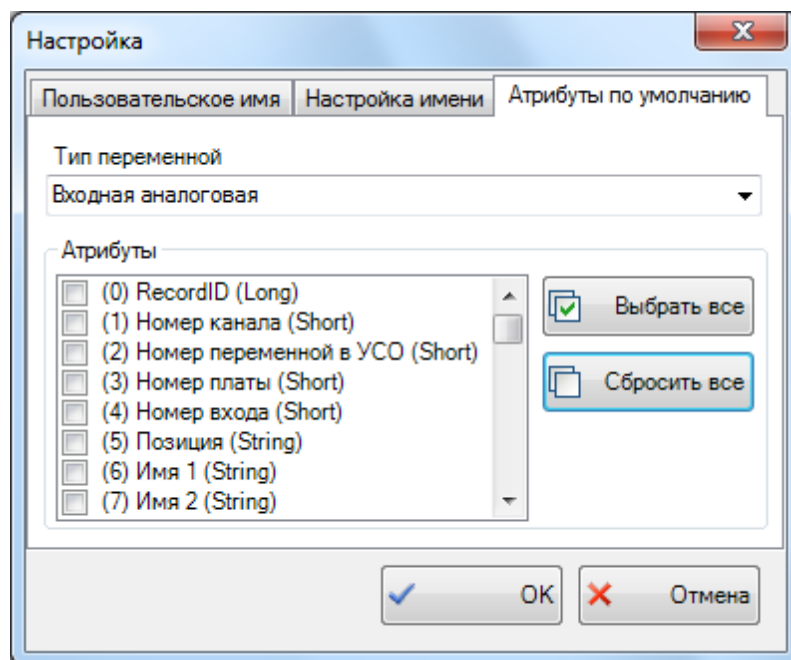 Настройка
Пользовательское имя Настройка имени Атрибуты по умолчанию
Тип переменной
Входная аналоговая
Атрибуты
(0) RecordID (Long)
(1) Номер канала (Short)
(2) Номер переменной в УСО (Short)
(3) Номер платы (Short)
(4) Номер входа (Short)
(5) Позиция (String)
(6) Имя 1 (String)
(7) Имя 2 (String)
Выбрать все
Сбросить все
OK Отмена